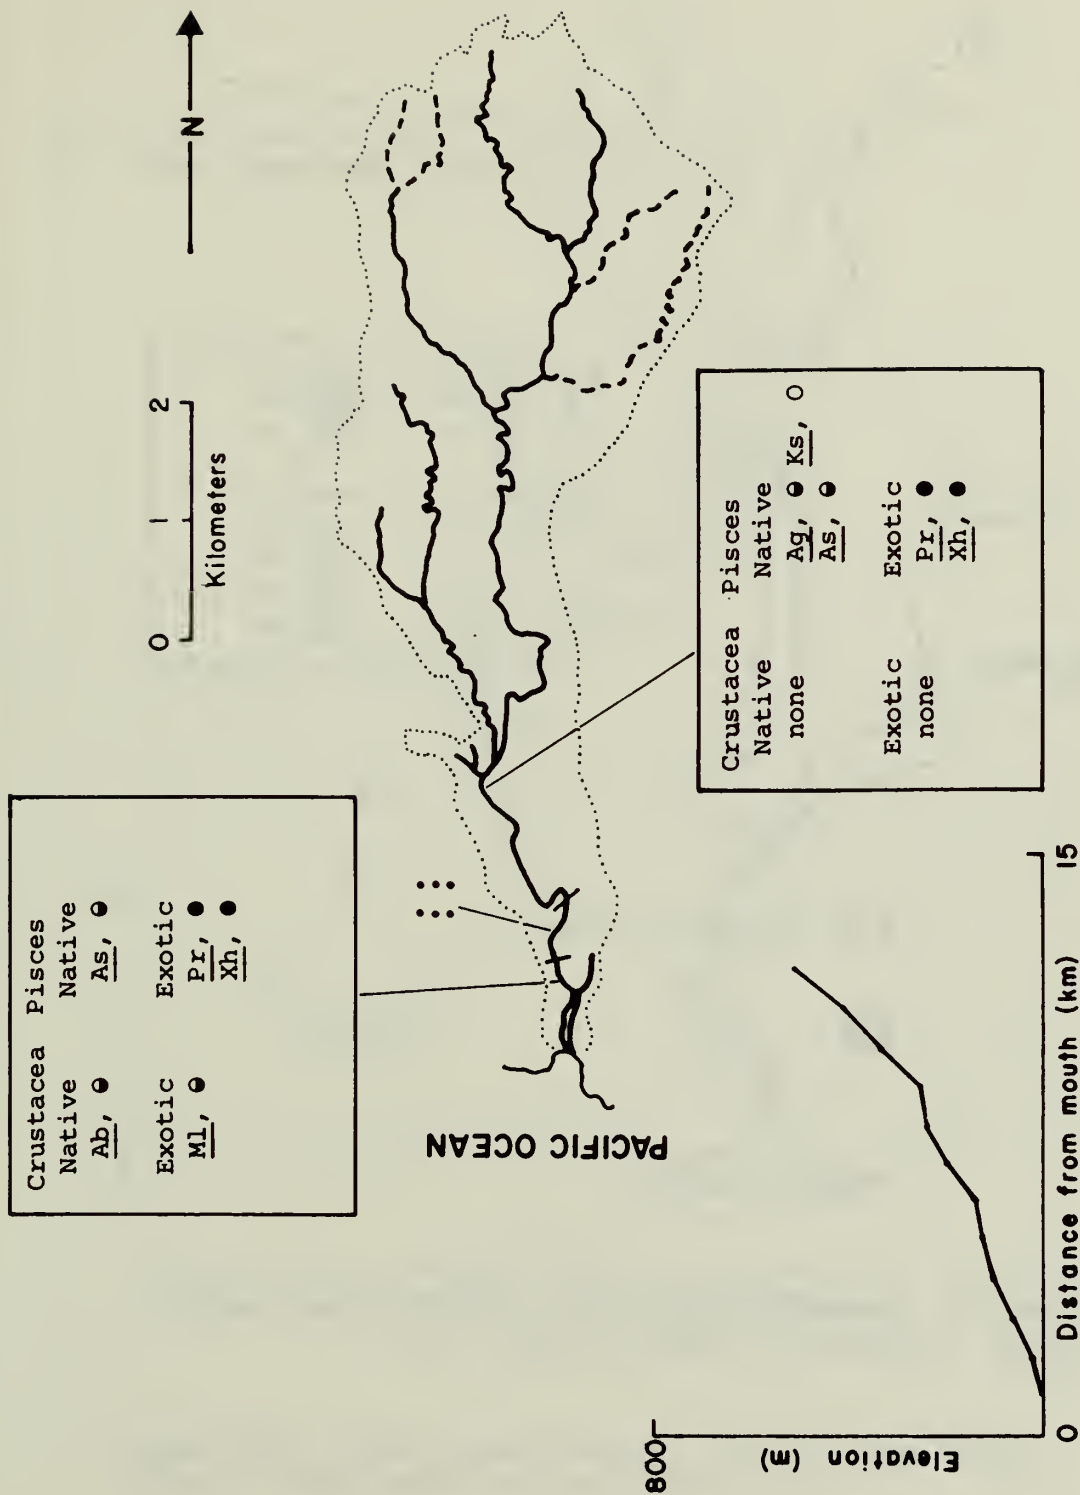 N
0 1 2
Kilometers
Crustacea Pisces
Native Native
Ab, ◒ As, ◒
Exotic Exotic
Ml, ◒ Pr, ●
Xh, ●
PACIFIC OCEAN
Crustacea Pisces
Native Native
none Ag, ◒ Ks, ○
As, ◒
Exotic Exotic
none Pr, ●
Xh, ●
800
Elevation (m)
0 15
Distance from mouth (km)